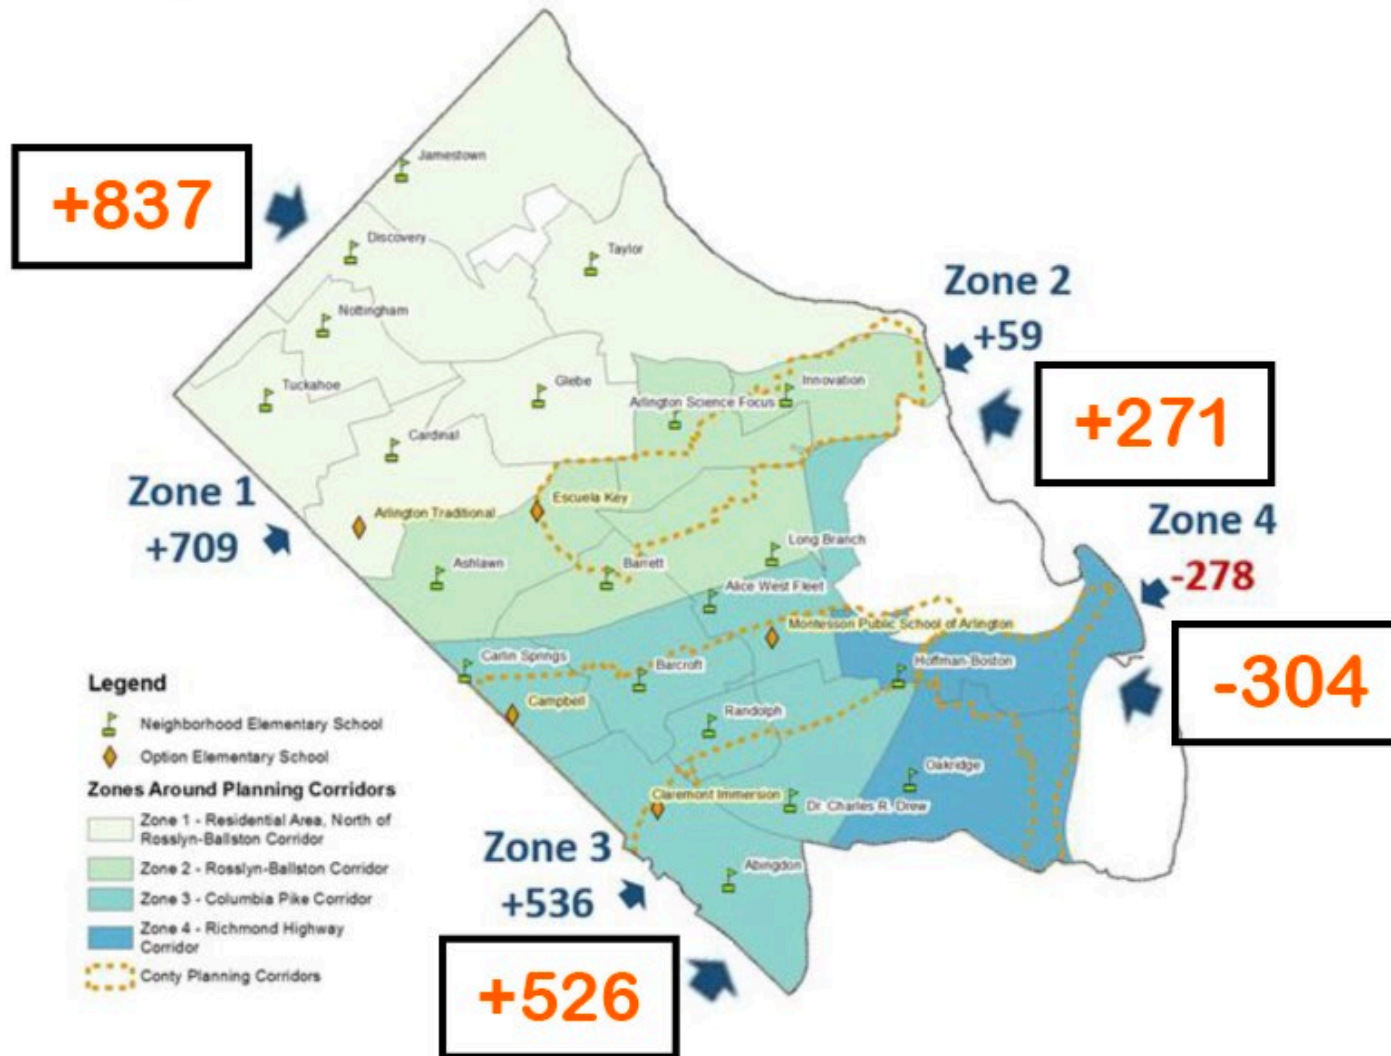 Jamestown
+837
Discovery
Taylor
Zone 2
+59
Nottingham
Tuckahoe
Glebe
Innovation
Arlington Science Focus
+271
Cardinal
Zone 1
+709
Escuela Key
Arlington Traditional
Zone 4
-278
Long Branch
Ashlawn
Barrett
Alice West Fleet
Montessori Public School of Arlington
Carlin Springs
Barcroft
Hoffman-Boston
-304
Campbell
Randolph
Oakridge
Claremont Immersion
Dr. Charles R. Drew
Zone 3
+536
Abingdon
+526
Legend
Neighborhood Elementary School
Option Elementary School
Zones Around Planning Corridors
Zone 1 - Residential Area, North of
Rosslyn-Ballston Corridor
Zone 2 - Rosslyn-Ballston Corridor
Zone 3 - Columbia Pike Corridor
Zone 4 - Richmond Highway
Corridor
Conty Planning Corridors